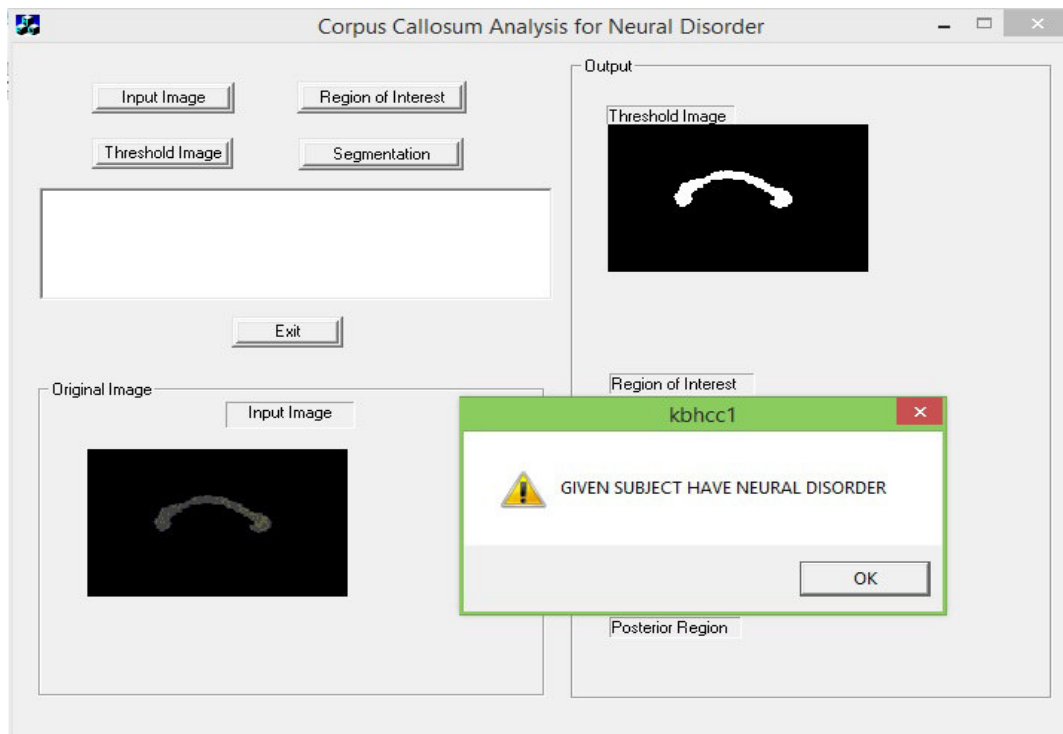 Corpus Callosum Analysis for Neural Disorder
Input Image
Region of Interest
Threshold Image
Segmentation
Exit
Original Image
Input Image
Output
Threshold Image
Region of Interest
kbhcc1
GIVEN SUBJECT HAVE NEURAL DISORDER
OK
Posterior Region